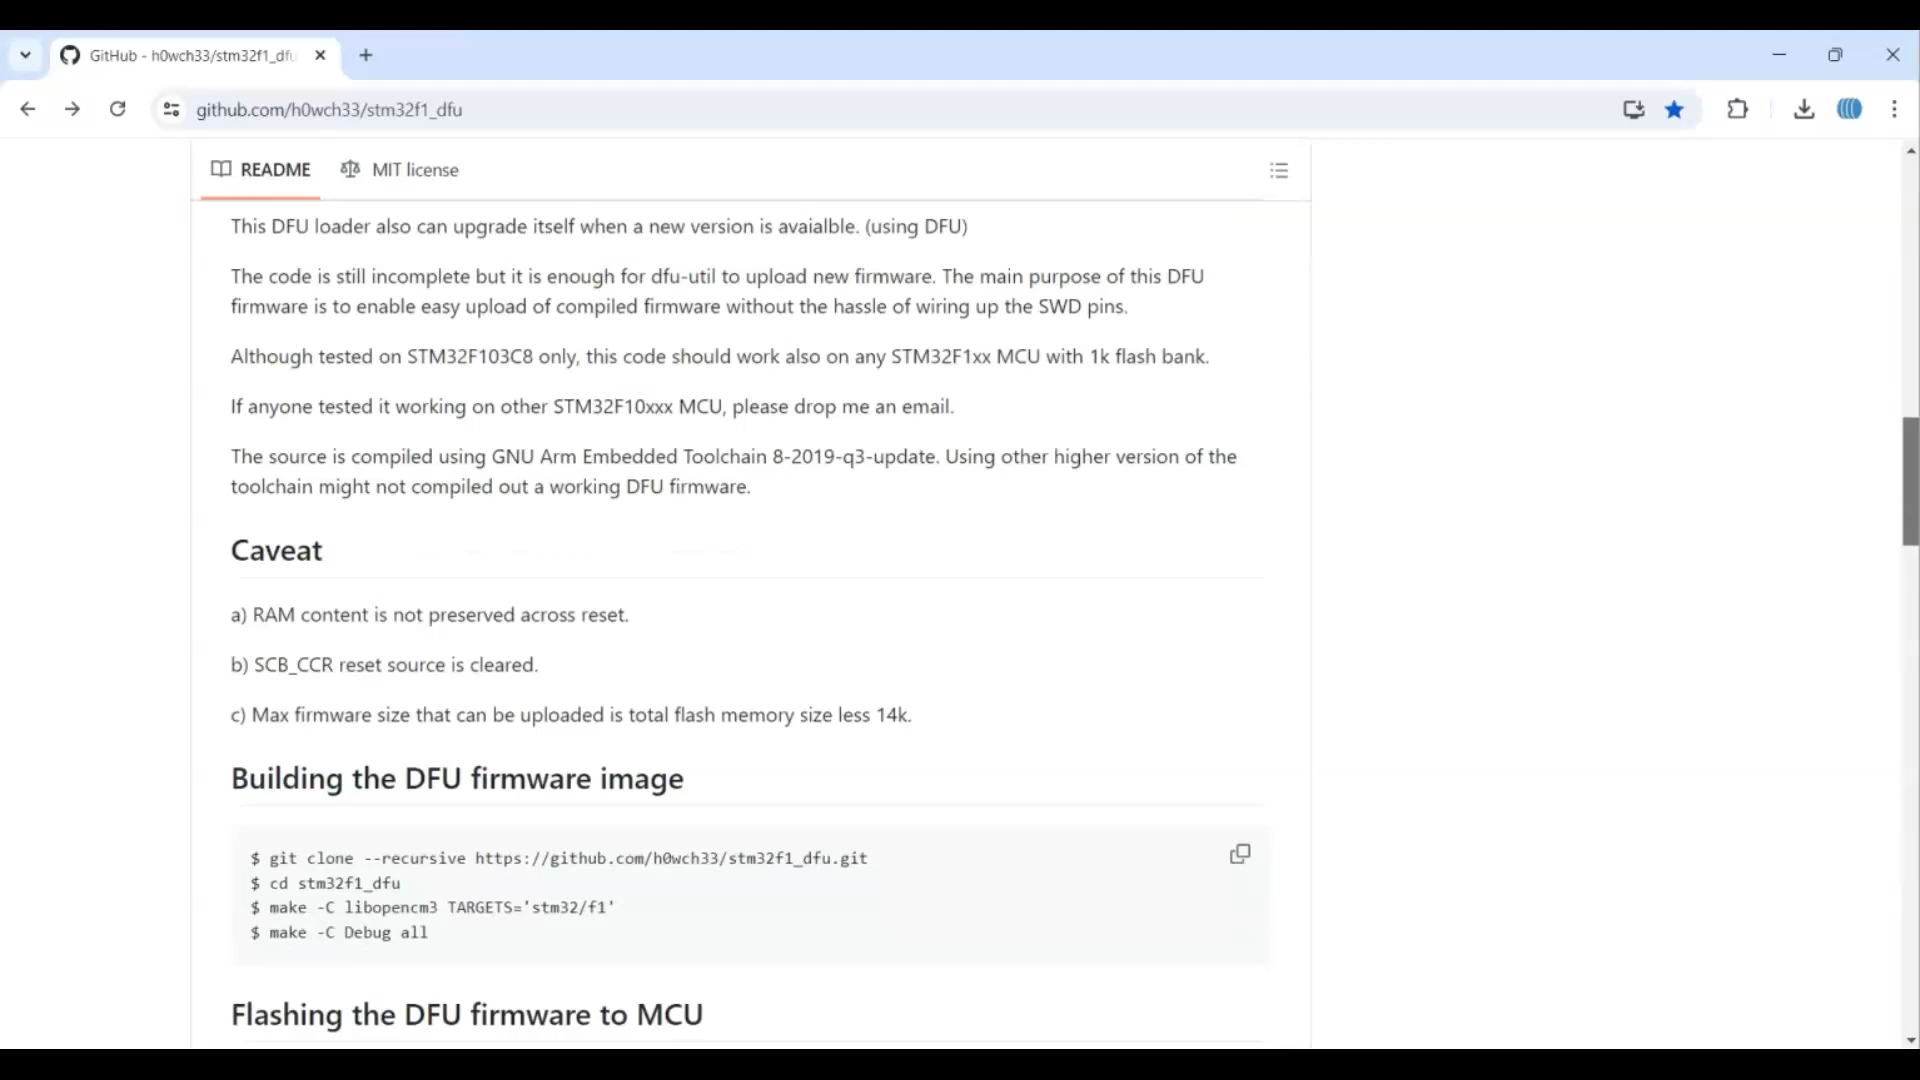 GitHub - h0wch33/stm32f1_dfu
github.com/h0wch33/stm32f1_dfu
README
MIT license
This DFU loader also can upgrade itself when a new version is avaialble. (using DFU)
The code is still incomplete but it is enough for dfu-util to upload new firmware. The main purpose of this DFU
firmware is to enable easy upload of compiled firmware without the hassle of wiring up the SWD pins.
Although tested on STM32F103C8 only, this code should work also on any STM32F1xx MCU with 1k flash bank.
If anyone tested it working on other STM32F10xxx MCU, please drop me an email.
The source is compiled using GNU Arm Embedded Toolchain 8-2019-q3-update. Using other higher version of the
toolchain might not compiled out a working DFU firmware.
Caveat
a) RAM content is not preserved across reset.
b) SCB_CCR reset source is cleared.
c) Max firmware size that can be uploaded is total flash memory size less 14k.
Building the DFU firmware image
$ git clone --recursive https://github.com/h0wch33/stm32f1_dfu.git
$ cd stm32f1_dfu
$ make -C libopencm3 TARGETS='stm32/f1'
$ make -C Debug all
Flashing the DFU firmware to MCU